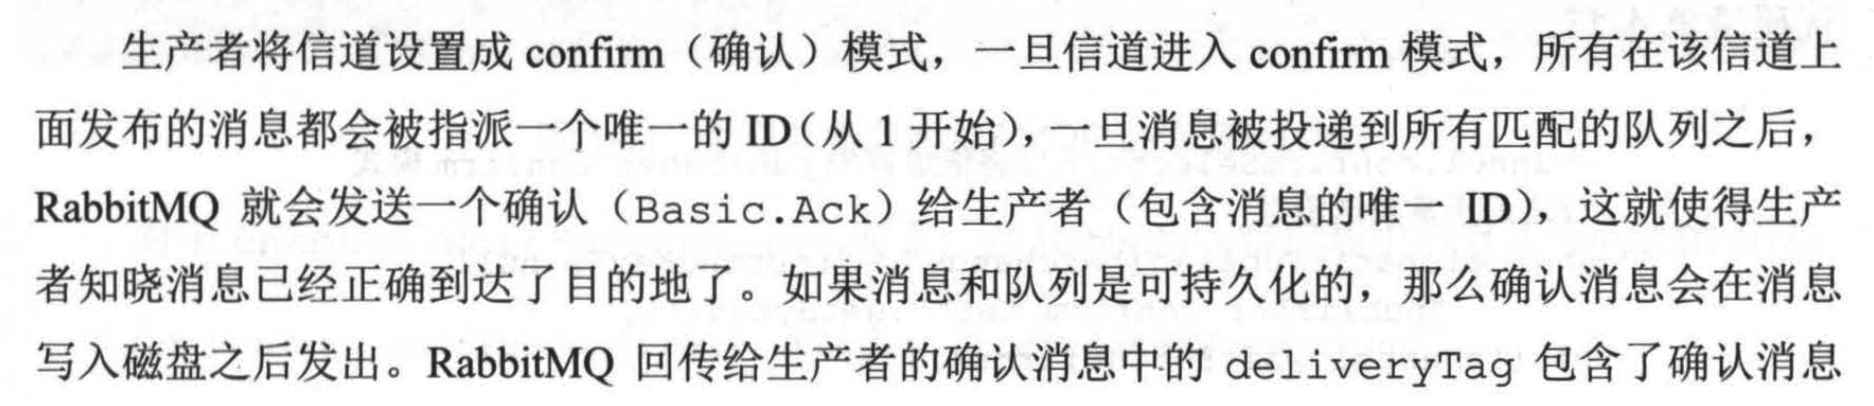 生产者将信道设置成 confirm（确认）模式，一旦信道进入 confirm 模式，所有在该信道上
面发布的消息都会被指派一个唯一的 ID（从 1 开始），一旦消息被投递到所有匹配的队列之后，
RabbitMQ 就会发送一个确认（Basic.Ack）给生产者（包含消息的唯一 ID），这就使得生产
者知晓消息已经正确到达了目的地了。如果消息和队列是可持久化的，那么确认消息会在消息
写入磁盘之后发出。RabbitMQ 回传给生产者的确认消息中的 deliveryTag 包含了确认消息